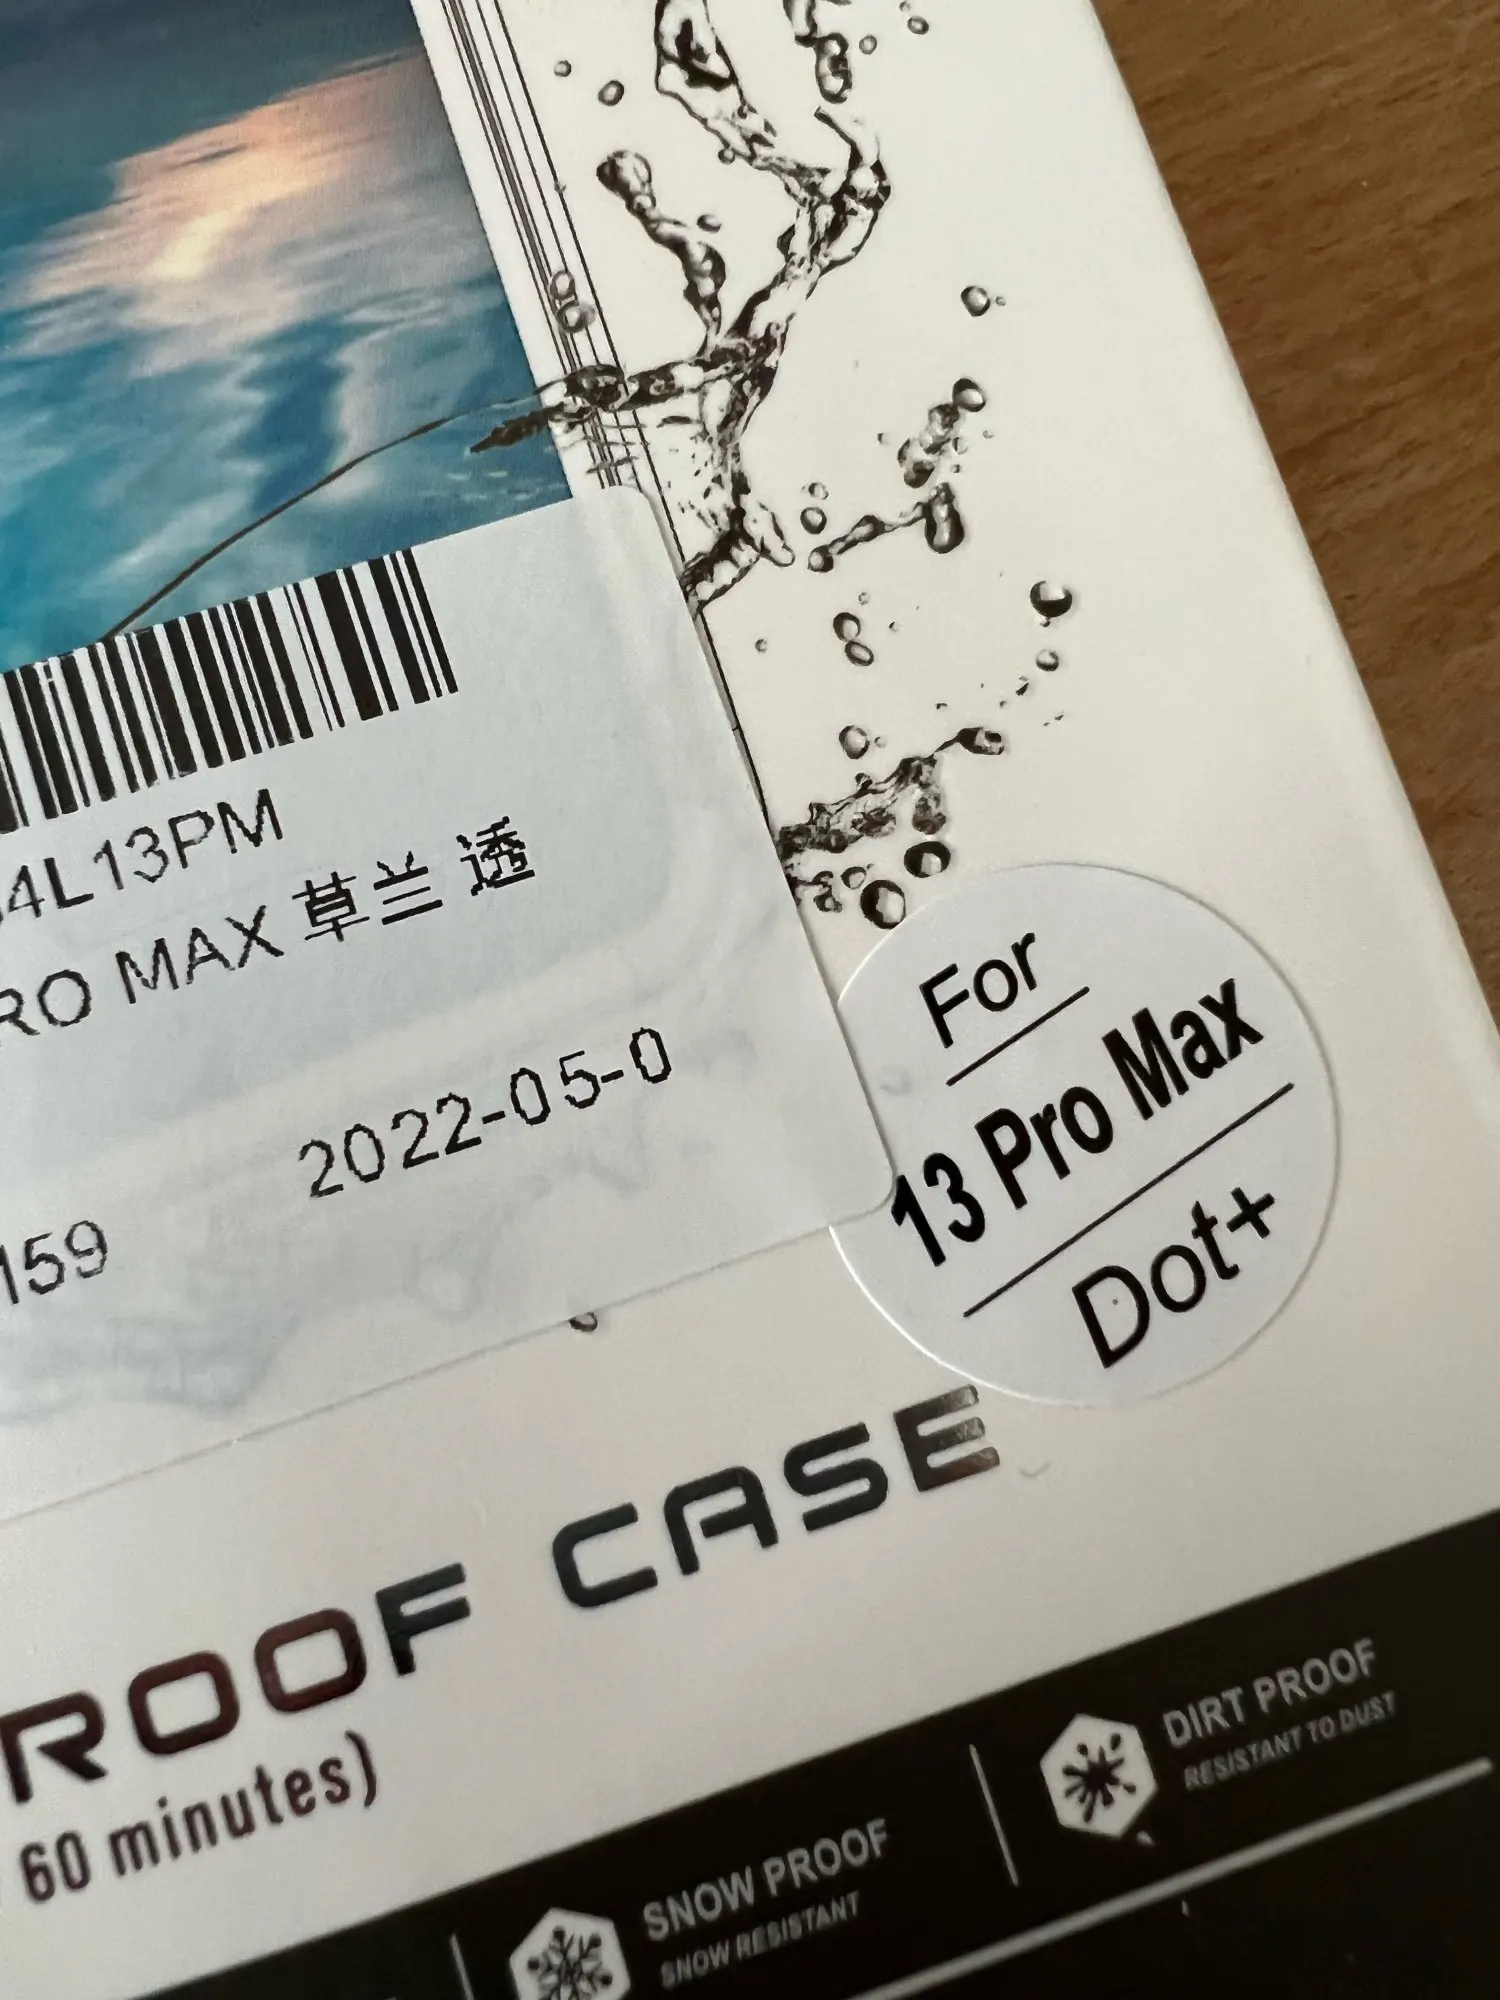 4L13PM
RO MAX 草兰 透
2022-05-0
159
For
13 Pro Max
Dot+
ROOF CASE
60 minutes)
SNOW PROOF
SNOW RESISTANT
DIRT PROOF
RESISTANT TO DUST